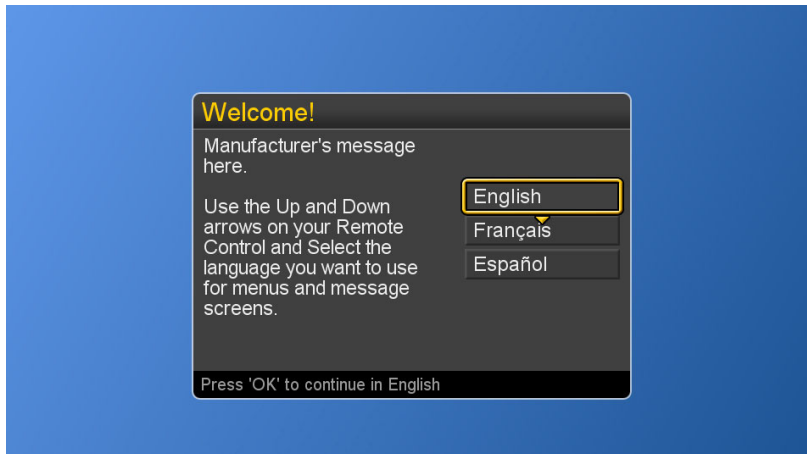 Welcome!
Manufacturer's message
here.
Use the Up and Down
arrows on your Remote
Control and Select the
language you want to use
for menus and message
screens.
English
Français
Español
Press 'OK' to continue in English